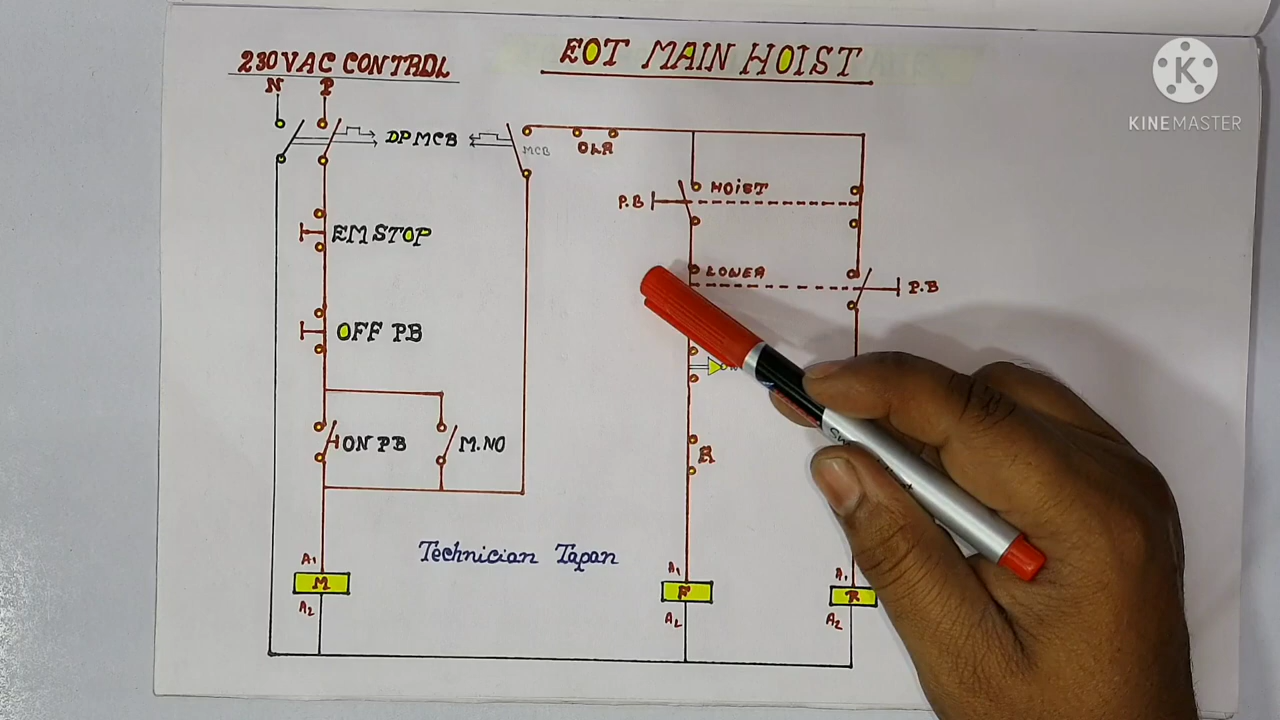 EOT MAIN HOIST
230VAC CONTROL
N P
DPMCB
MCB
OLR
P.B HOIST
EM STOP
LOWER
P.B
OFF PB
ON PB
M.NO
R
Technician Tapan
A1
M
A2
A1
F
A2
A1
R
A2
K
KINEMASTER